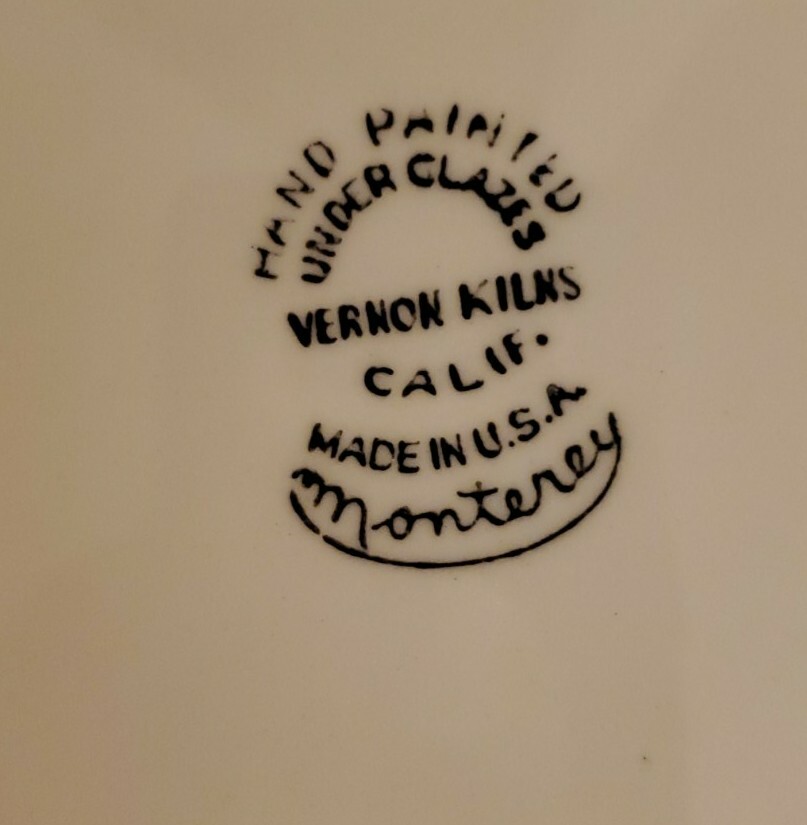 HAND PAINTED
UNDER GLAZES
VERNON KILNS
CALIF.
MADE IN U.S.A.
Monterey